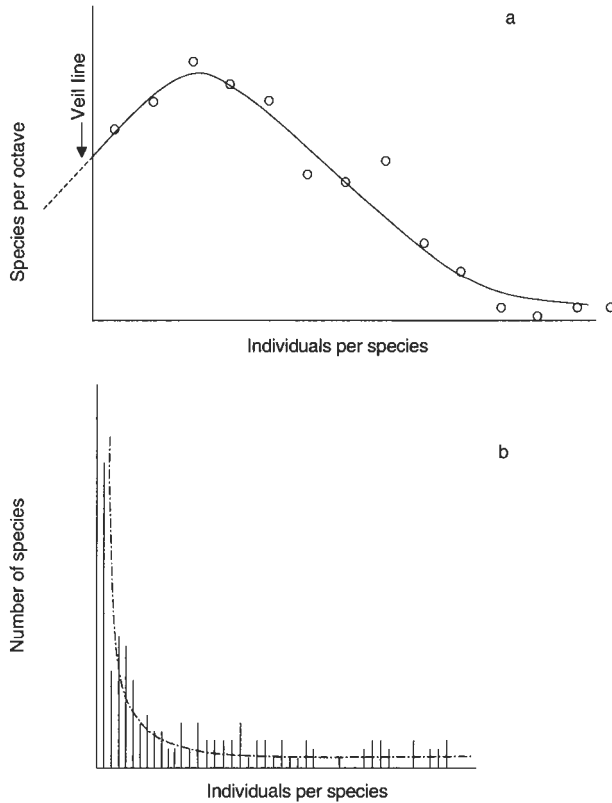 a
Veil line
Species per octave
Individuals per species
b
Number of species
Individuals per species